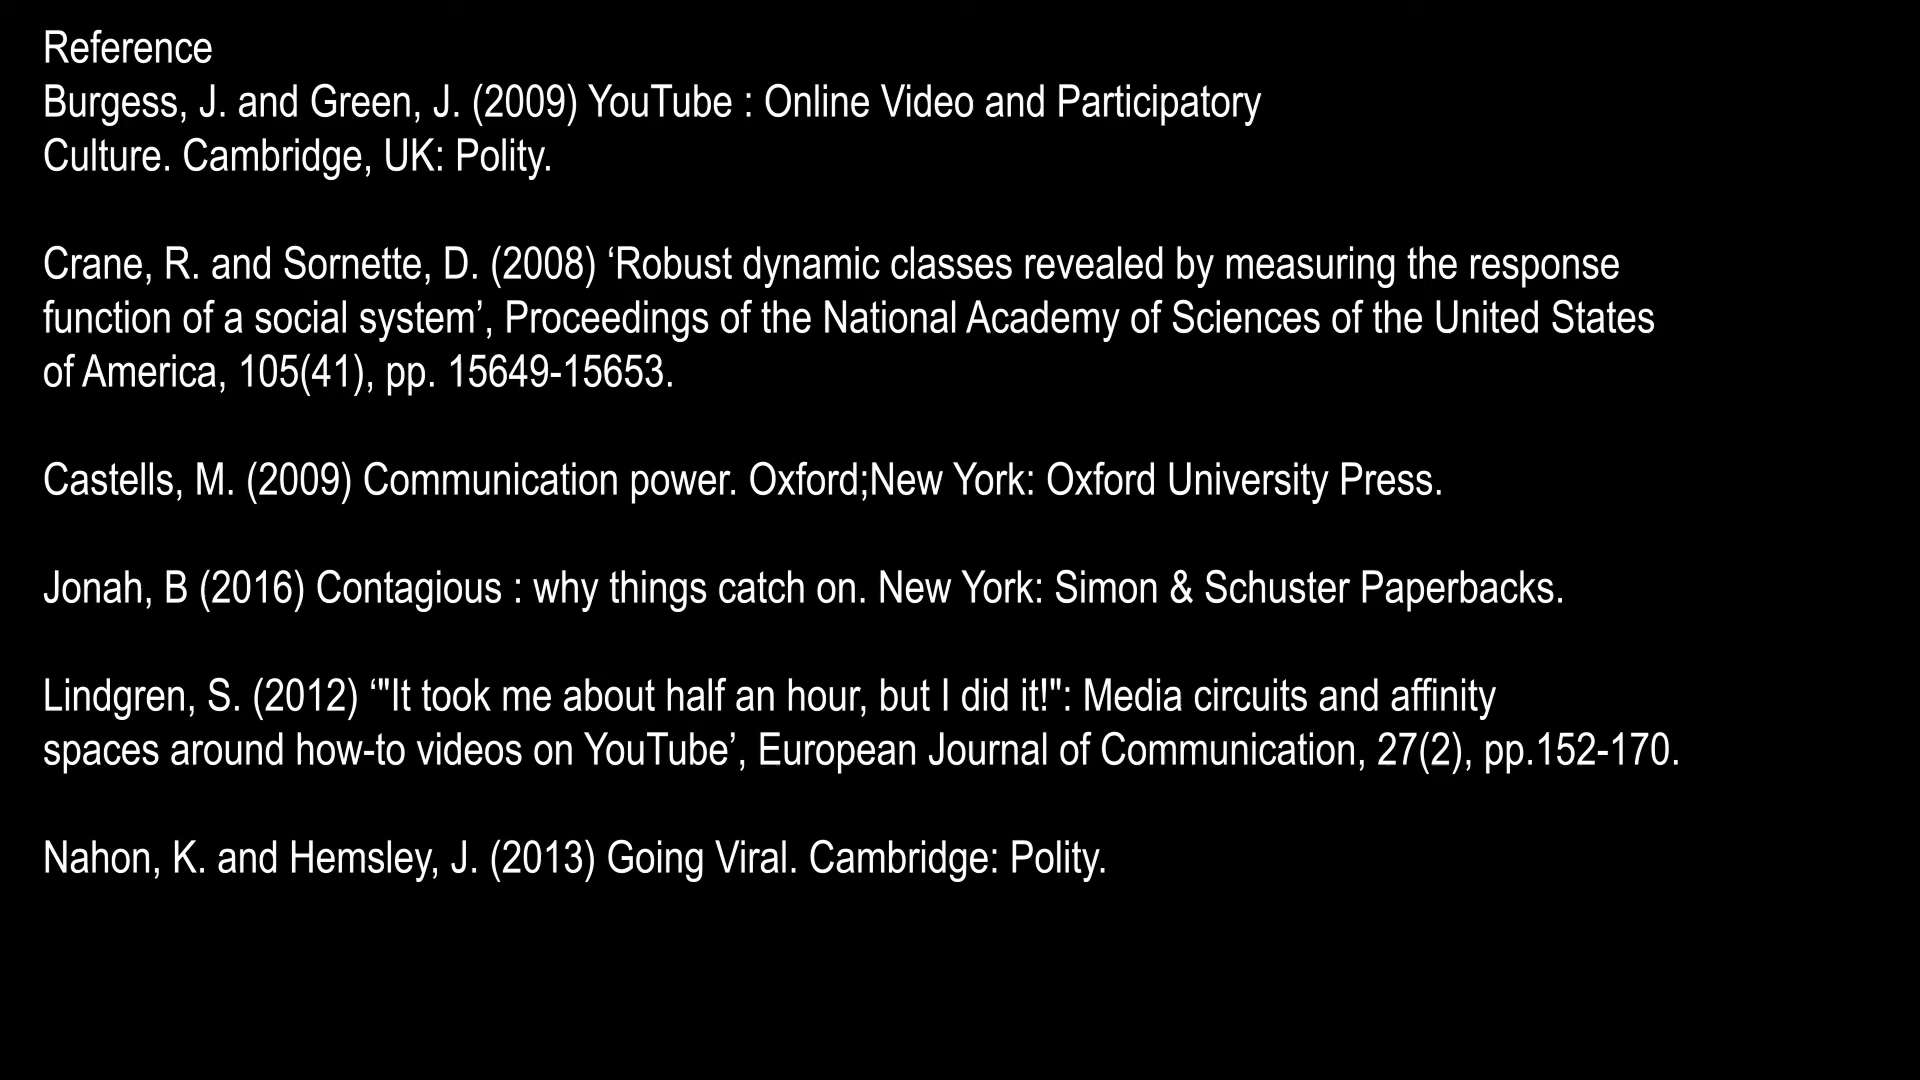 Reference
Burgess, J. and Green, J. (2009) YouTube : Online Video and Participatory
Culture. Cambridge, UK: Polity.
Crane, R. and Sornette, D. (2008) ‘Robust dynamic classes revealed by measuring the response
function of a social system’, Proceedings of the National Academy of Sciences of the United States
of America, 105(41), pp. 15649-15653.
Castells, M. (2009) Communication power. Oxford;New York: Oxford University Press.
Jonah, B (2016) Contagious : why things catch on. New York: Simon & Schuster Paperbacks.
Lindgren, S. (2012) ‘"It took me about half an hour, but I did it!": Media circuits and affinity
spaces around how-to videos on YouTube’, European Journal of Communication, 27(2), pp.152-170.
Nahon, K. and Hemsley, J. (2013) Going Viral. Cambridge: Polity.